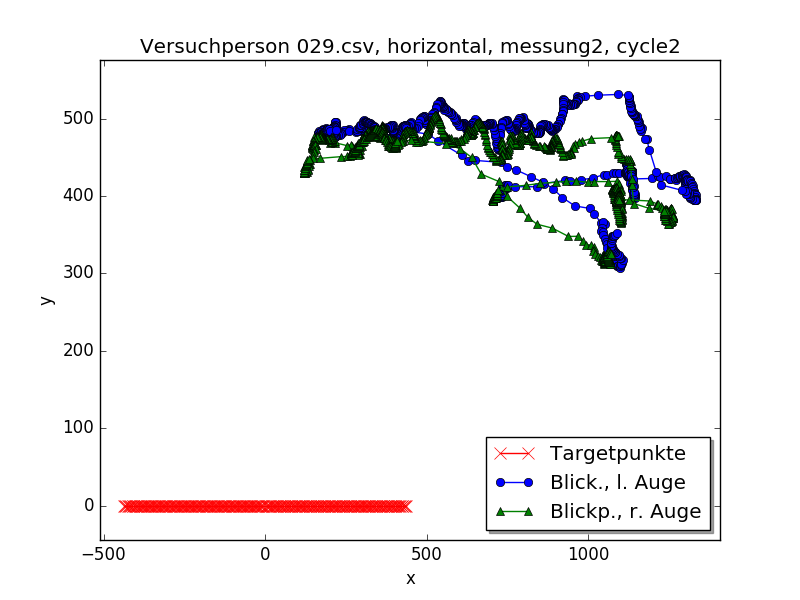 Versuchperson 029.csv, horizontal, messung2, cycle2
500
400
300
200
100
0
y
Targetpunkte
Blick., l. Auge
Blickp., r. Auge
−500
0
500
1000
x